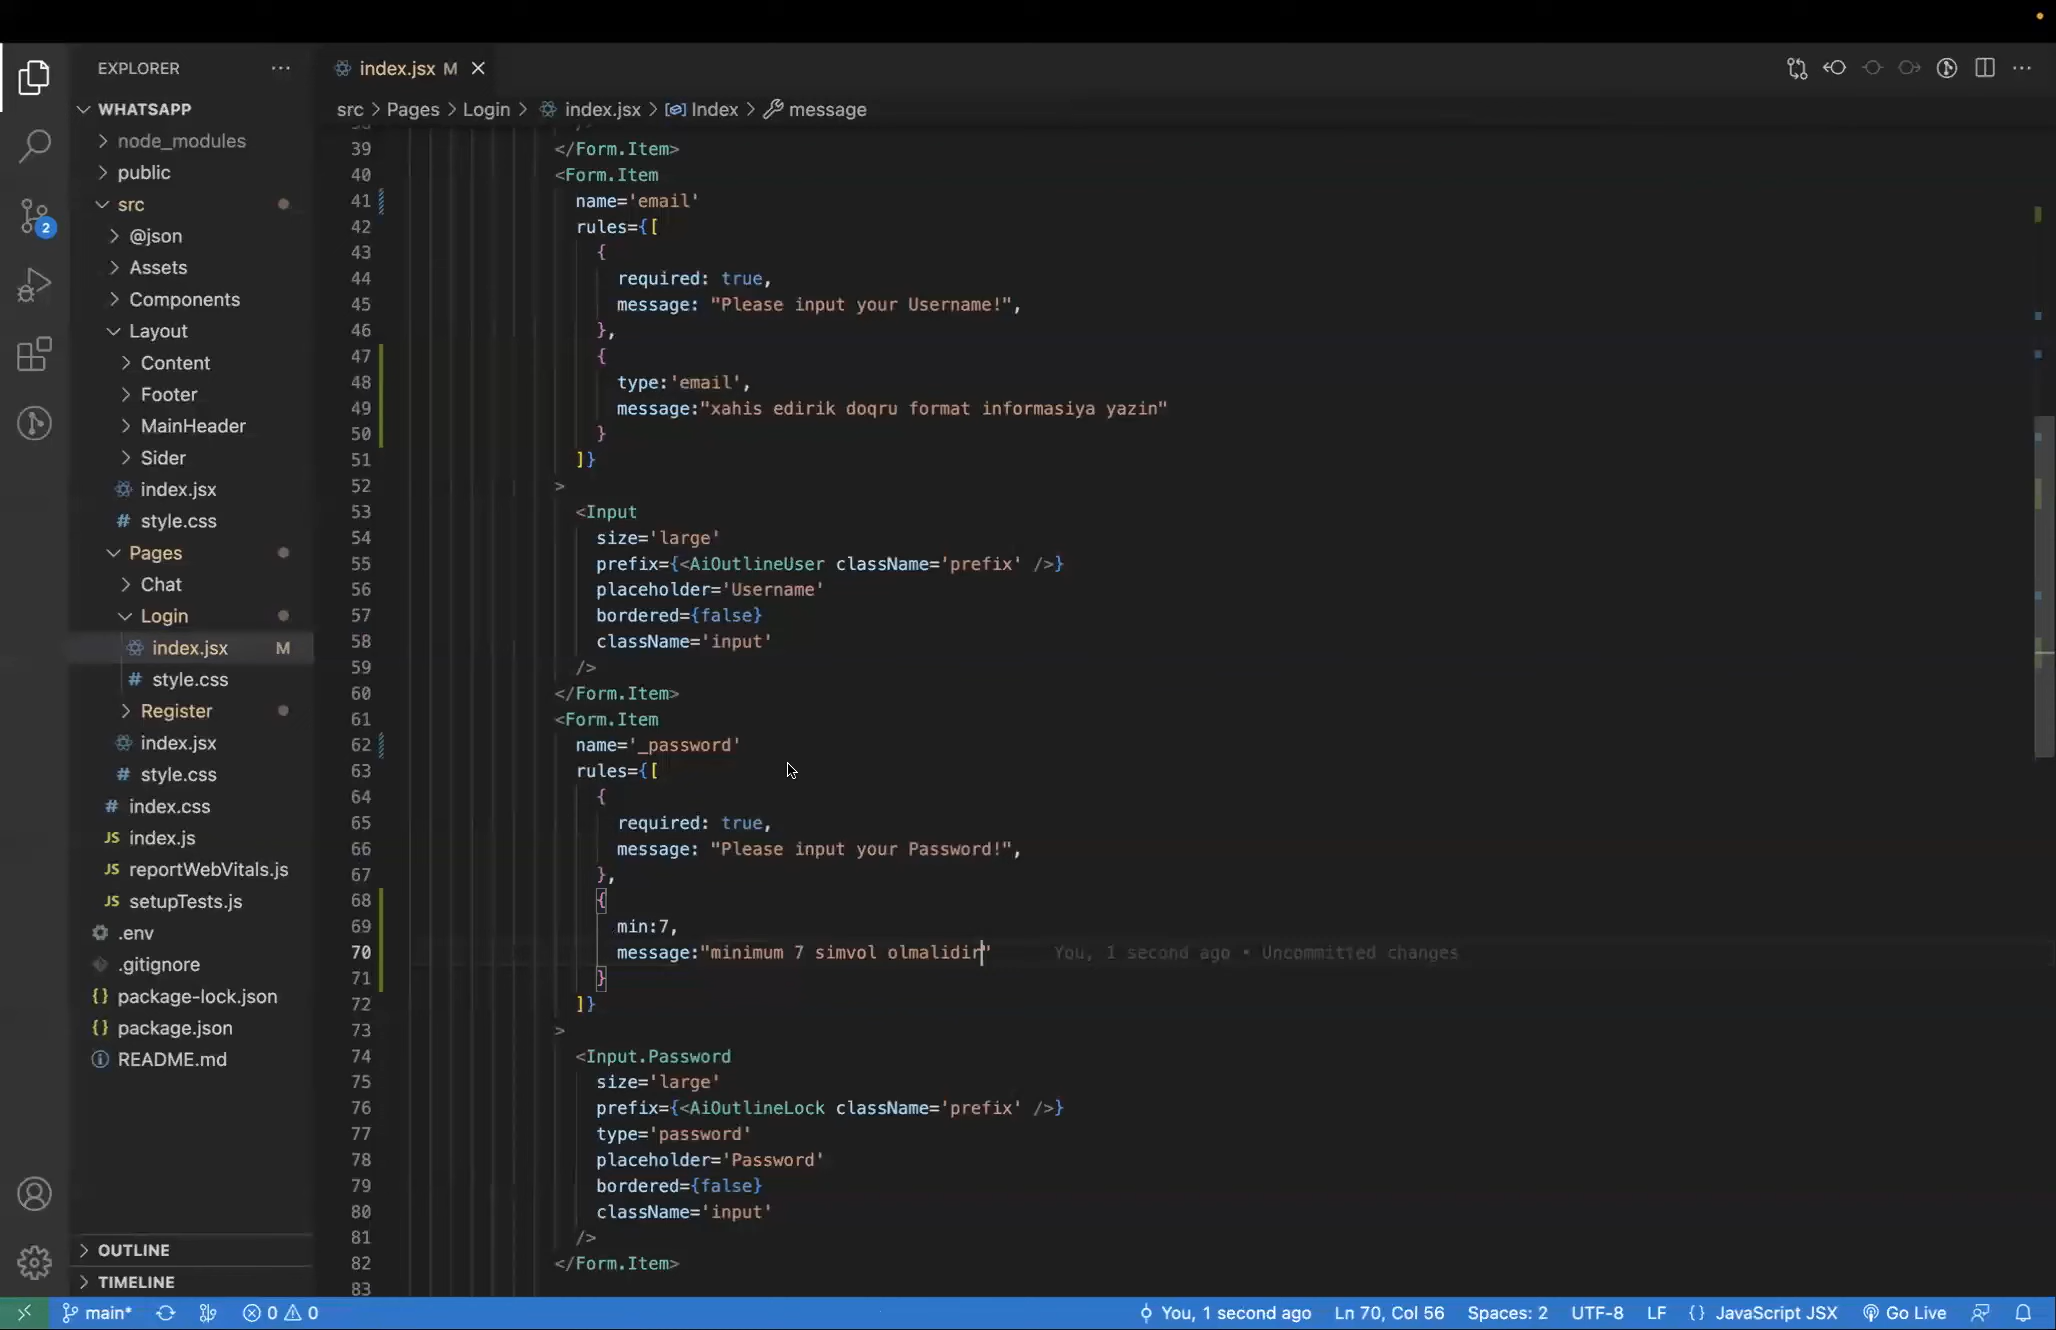 EXPLORER
index.jsx M
WHATSAPP
src > Pages > Login > index.jsx > Index > message
node_modules
public
src
@json
Assets
Components
Layout
Content
Footer
MainHeader
Sider
index.jsx
# style.css
Pages
Chat
Login
index.jsx M
# style.css
Register
index.jsx
# style.css
# index.css
JS index.js
JS reportWebVitals.js
JS setupTests.js
.env
.gitignore
{} package-lock.json
{} package.json
README.md
OUTLINE
TIMELINE
2
39 </Form.Item>
40 <Form.Item
41 name='email'
42 rules={[
43 {
44 required: true,
45 message: "Please input your Username!",
46 },
47 {
48 type:'email',
49 message:"xahis edirik doqru format informasiya yazin"
50 }
51 ]}
52 >
53 <Input
54 size='large'
55 prefix={<AiOutlineUser className='prefix' />}
56 placeholder='Username'
57 bordered={false}
58 className='input'
59 />
60 </Form.Item>
61 <Form.Item
62 name='_password'
63 rules={[
64 {
65 required: true,
66 message: "Please input your Password!",
67 },
68 {
69 min:7,
70 message:"minimum 7 simvol olmalidir" You, 1 second ago • Uncommitted changes
71 }
72 ]}
73 >
74 <Input.Password
75 size='large'
76 prefix={<AiOutlineLock className='prefix' />}
77 type='password'
78 placeholder='Password'
79 bordered={false}
80 className='input'
81 />
82 </Form.Item>
83
main* 0 0 You, 1 second ago Ln 70, Col 56 Spaces: 2 UTF-8 LF {} JavaScript JSX Go Live